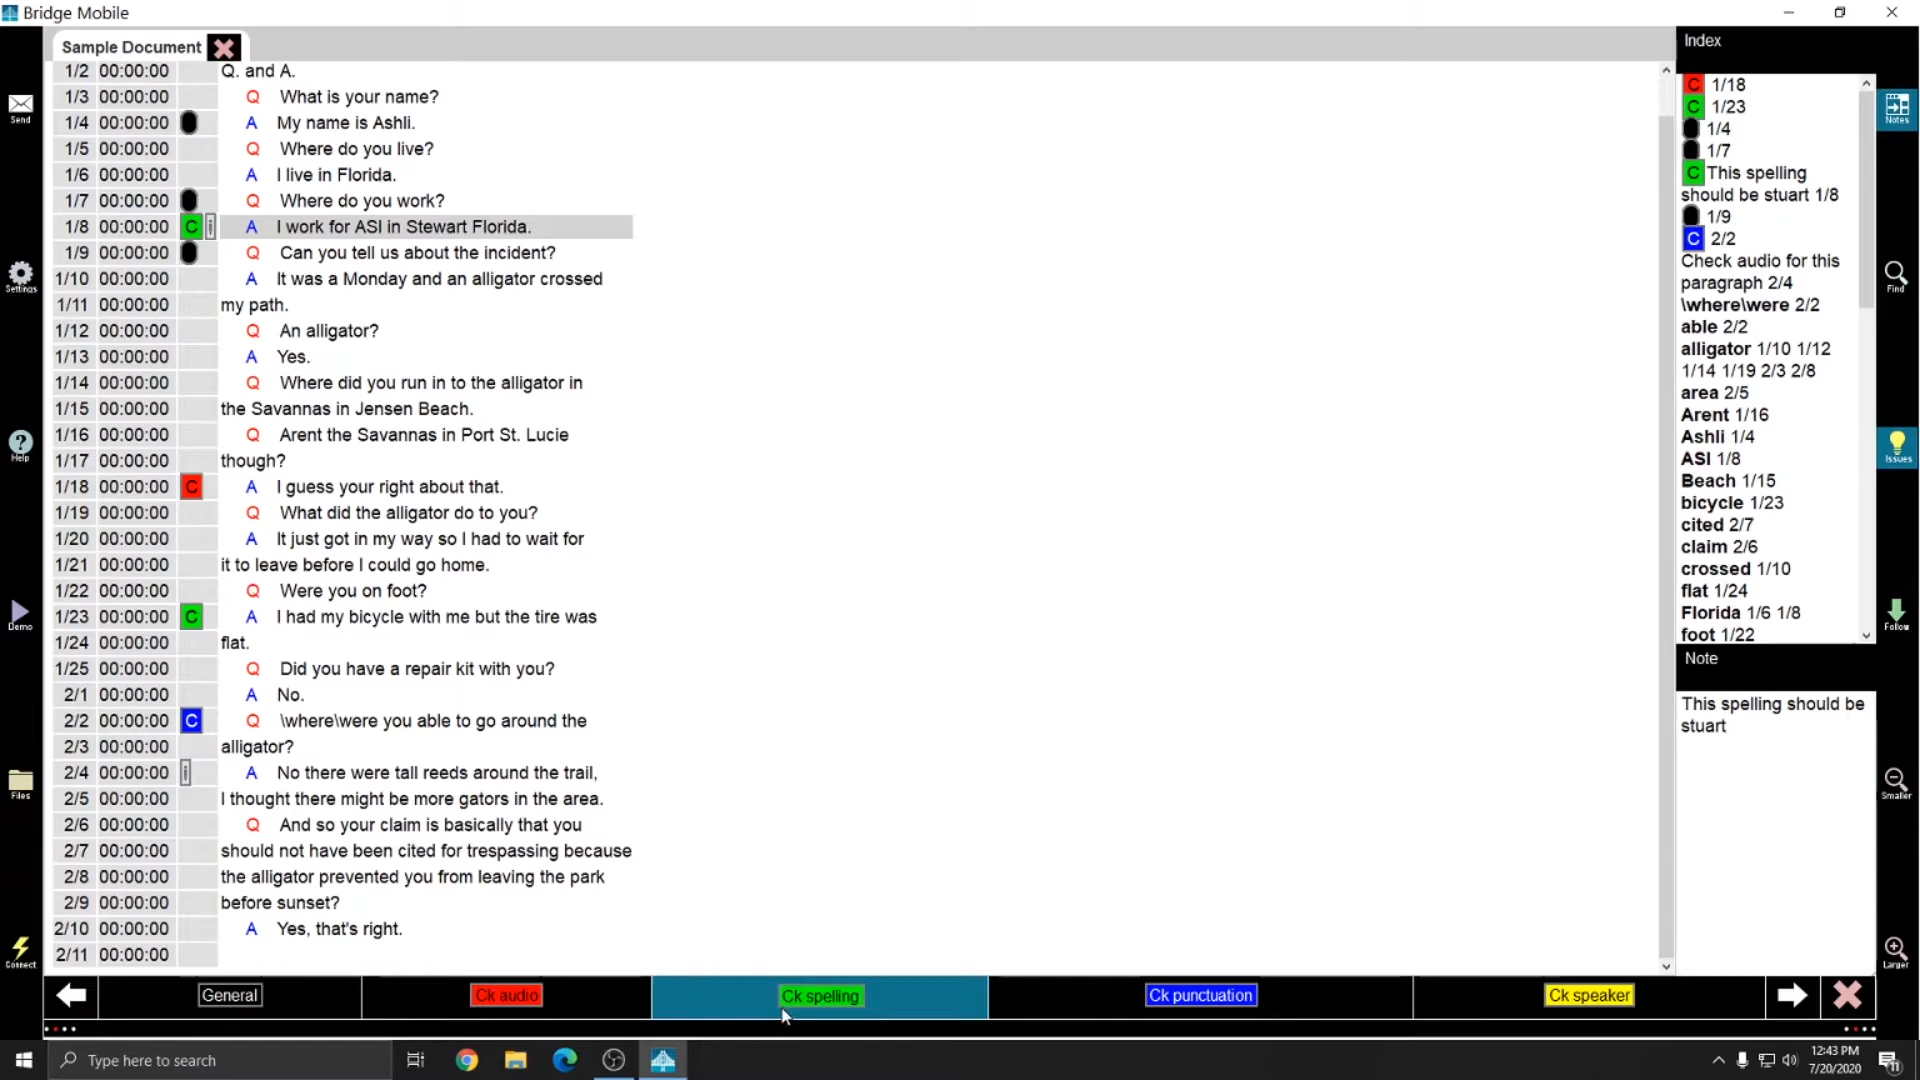 Bridge Mobile
Sample Document
Index
1/2 00:00:00 Q. and A.
1/3 00:00:00 Q What is your name?
1/4 00:00:00 A My name is Ashli.
1/5 00:00:00 Q Where do you live?
1/6 00:00:00 A I live in Florida.
1/7 00:00:00 Q Where do you work?
1/8 00:00:00 C A I work for ASI in Stewart Florida.
1/9 00:00:00 Q Can you tell us about the incident?
1/10 00:00:00 A It was a Monday and an alligator crossed
1/11 00:00:00 my path.
1/12 00:00:00 Q An alligator?
1/13 00:00:00 A Yes.
1/14 00:00:00 Q Where did you run in to the alligator in
1/15 00:00:00 the Savannas in Jensen Beach.
1/16 00:00:00 Q Arent the Savannas in Port St. Lucie
1/17 00:00:00 though?
1/18 00:00:00 C A I guess your right about that.
1/19 00:00:00 Q What did the alligator do to you?
1/20 00:00:00 A It just got in my way so I had to wait for
1/21 00:00:00 it to leave before I could go home.
1/22 00:00:00 Q Were you on foot?
1/23 00:00:00 C A I had my bicycle with me but the tire was
1/24 00:00:00 flat.
1/25 00:00:00 Q Did you have a repair kit with you?
2/1 00:00:00 A No.
2/2 00:00:00 C Q \where\were you able to go around the
2/3 00:00:00 alligator?
2/4 00:00:00 A No there were tall reeds around the trail,
2/5 00:00:00 I thought there might be more gators in the area.
2/6 00:00:00 Q And so your claim is basically that you
2/7 00:00:00 should not have been cited for trespassing because
2/8 00:00:00 the alligator prevented you from leaving the park
2/9 00:00:00 before sunset?
2/10 00:00:00 A Yes, that's right.
2/11 00:00:00
C 1/18
C 1/23
1/4
1/7
C This spelling
should be stuart 1/8
1/9
C 2/2
Check audio for this
paragraph 2/4
\where\were 2/2
able 2/2
alligator 1/10 1/12
1/14 1/19 2/3 2/8
area 2/5
Arent 1/16
Ashli 1/4
ASI 1/8
Beach 1/15
bicycle 1/23
cited 2/7
claim 2/6
crossed 1/10
flat 1/24
Florida 1/6 1/8
foot 1/22
Note
This spelling should be
stuart
Send
Settings
Help
Demo
Files
Connect
Notes
Find
Issues
Follow
Smaller
Larger
General
Ck audio
Ck spelling
Ck punctuation
Ck speaker
Type here to search
12:43 PM
7/20/2020
11